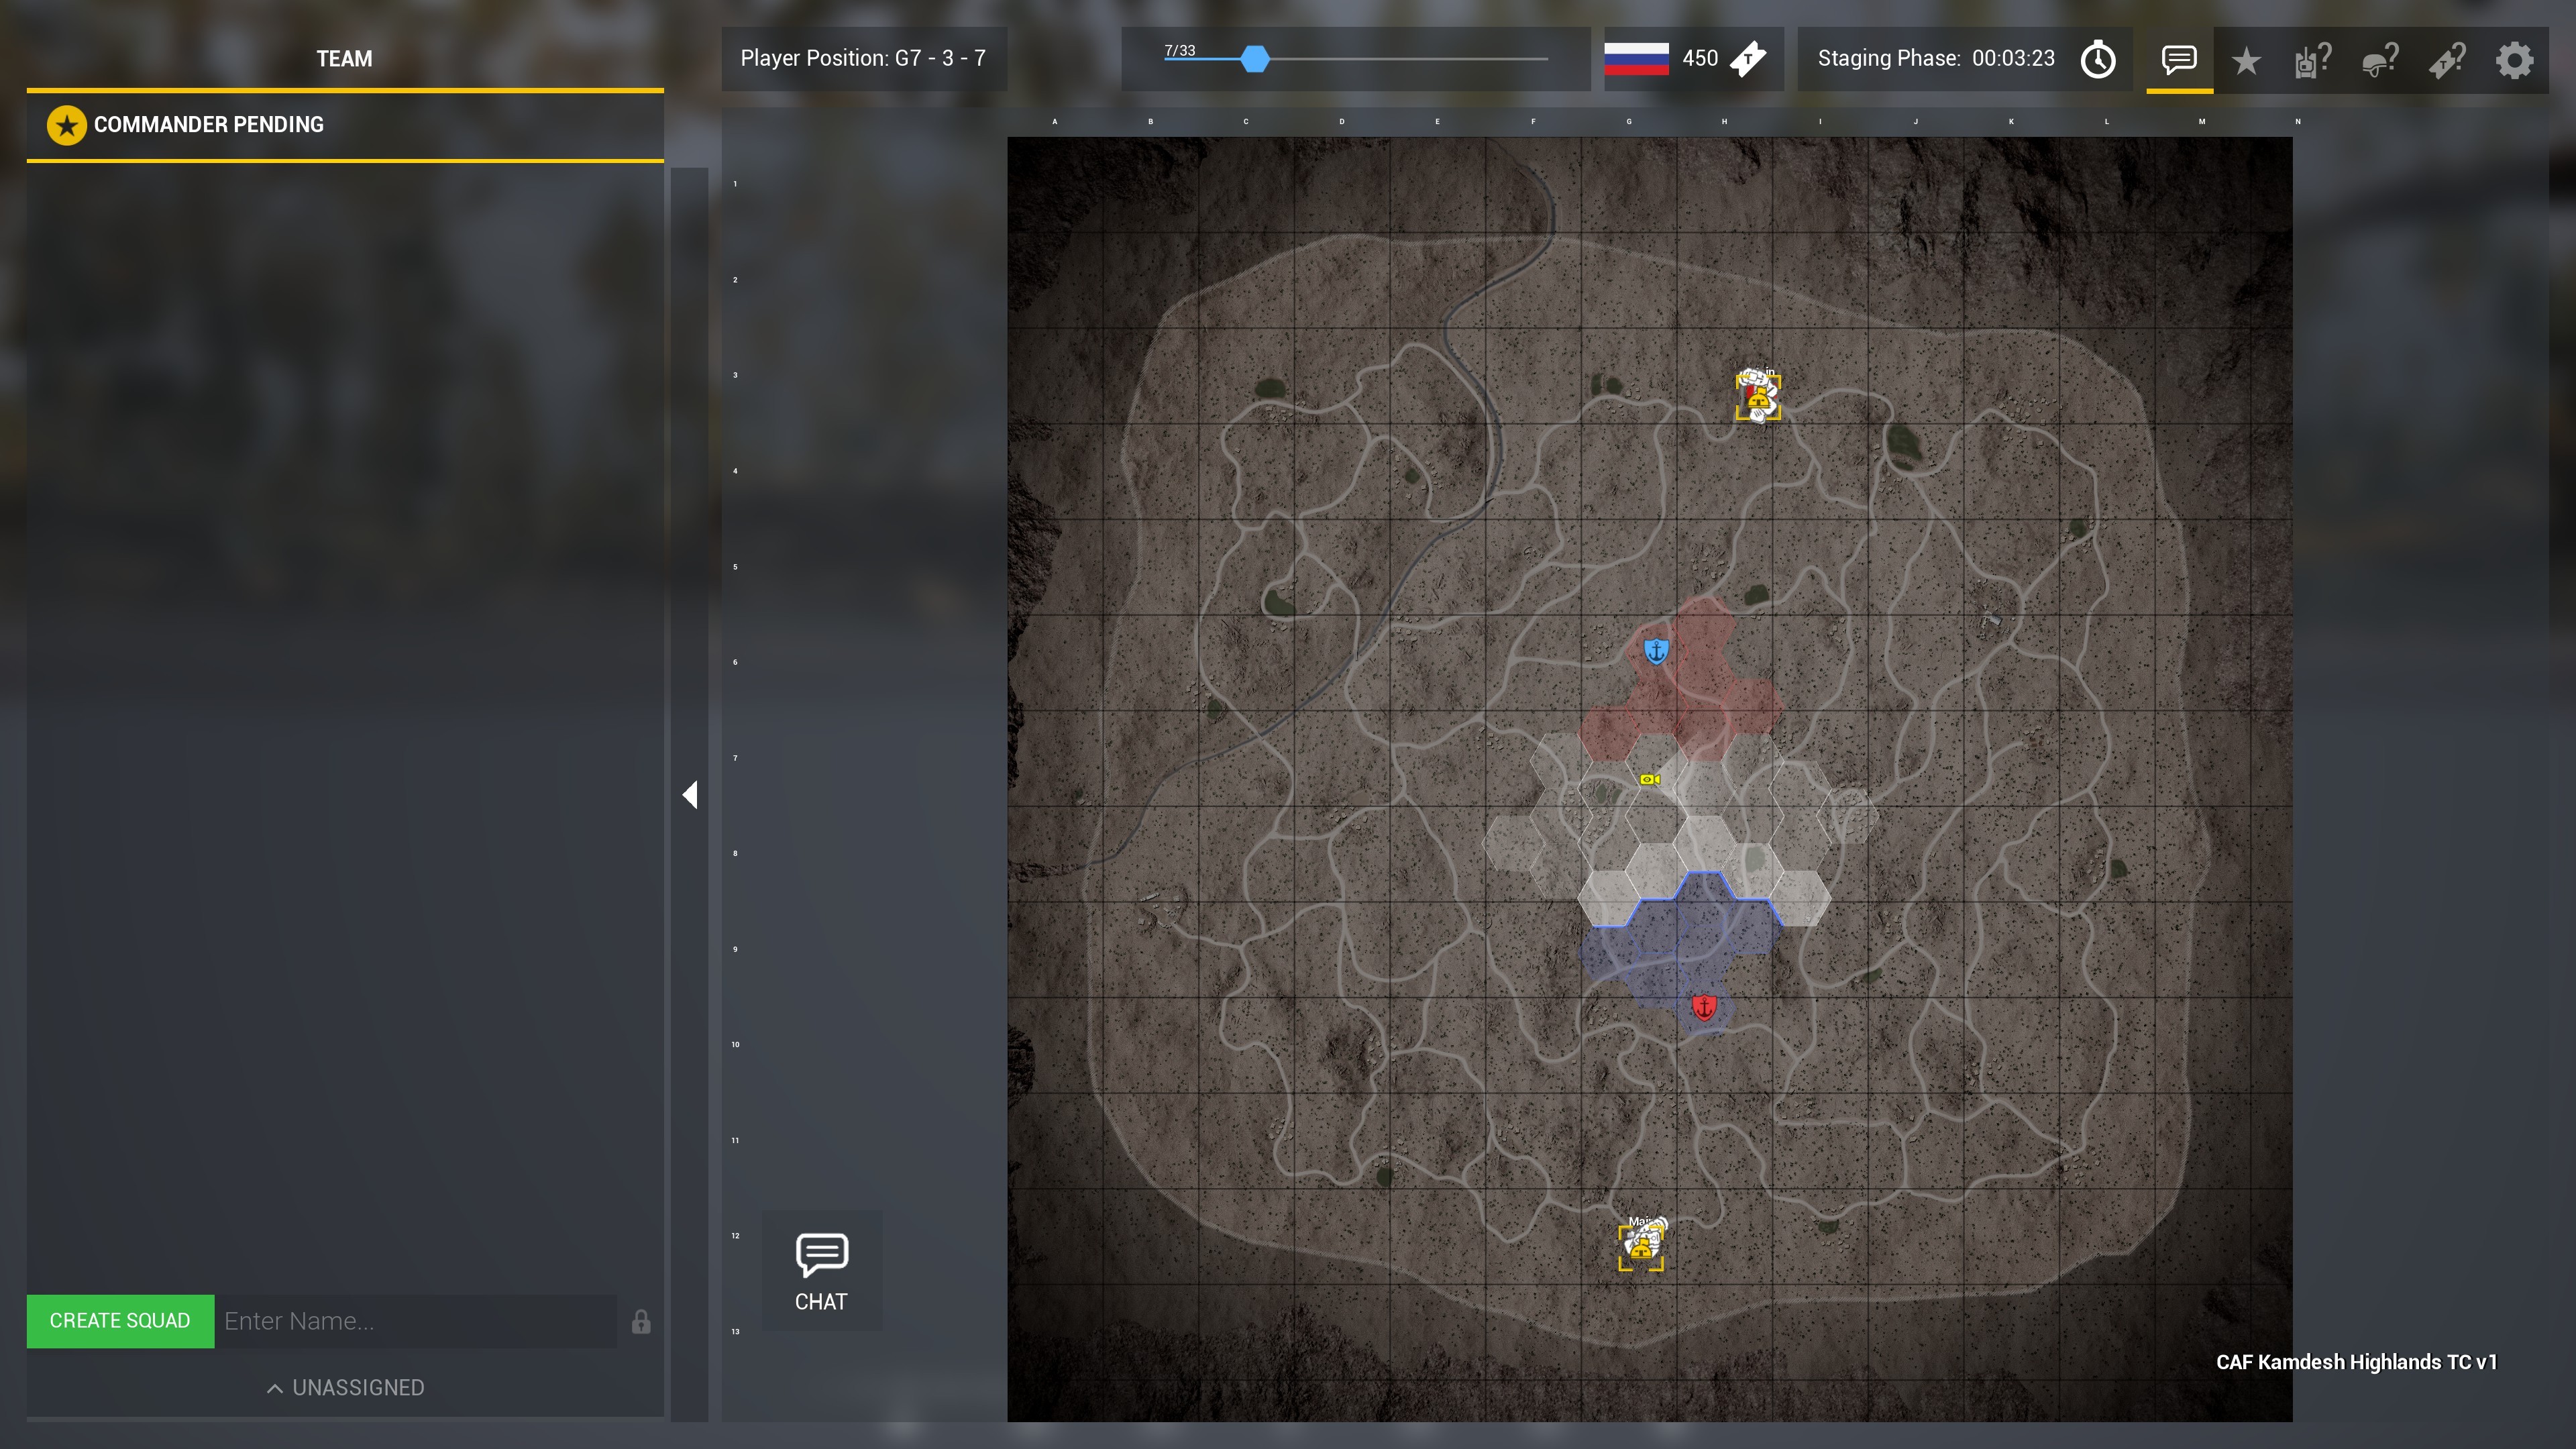 TEAM
COMMANDER PENDING
Player Position: G7 - 3 - 7
7/33
450
T
Staging Phase: 00:03:23
A B C D E F G H I J K L M N
1
2
3
4
5
6
7
8
9
10
11
12
13
CHAT
CREATE SQUAD
Enter Name...
UNASSIGNED
CAF Kamdesh Highlands TC v1